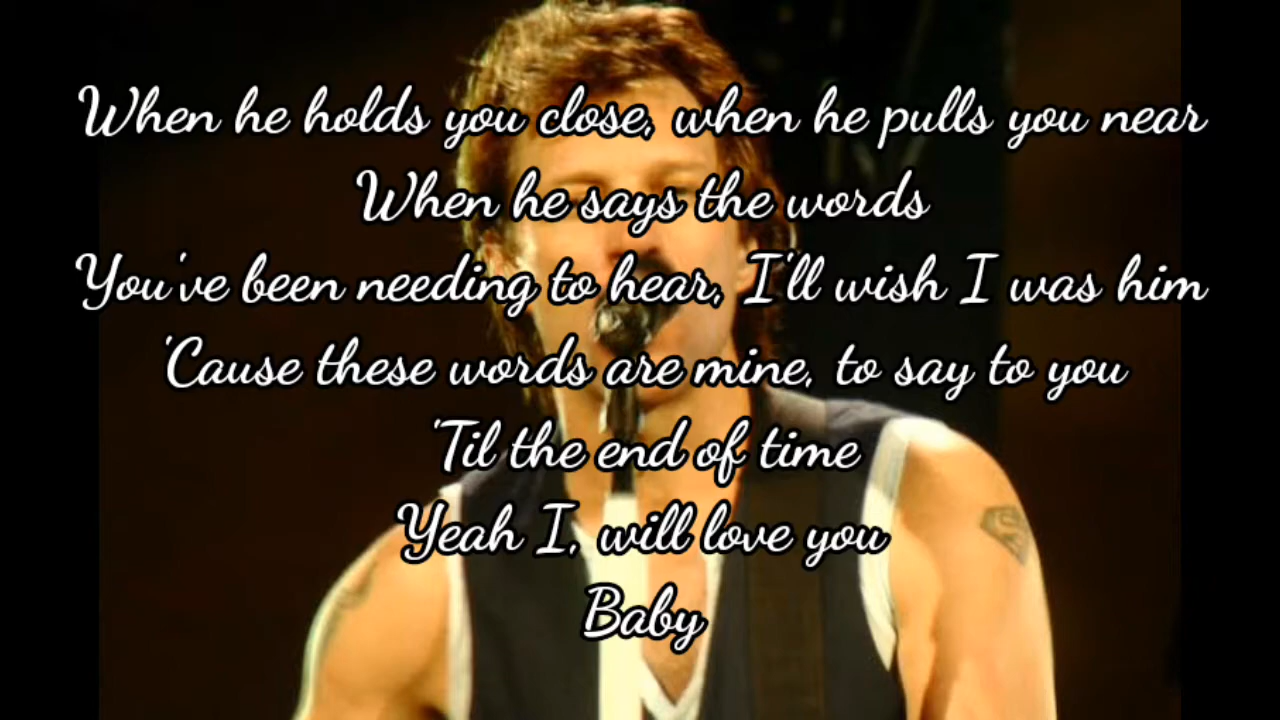 When he holds you close, when he pulls you near
When he says the words
You've been needing to hear, I'll wish I was him
'Cause these words are mine, to say to you
'Til the end of time
Yeah I, will love you
Baby